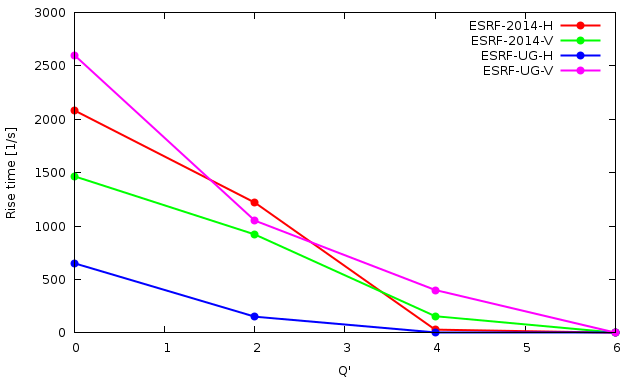 3000
2500
2000
1500
1000
500
0
Rise time [1/s]
ESRF-2014-H
ESRF-2014-V
ESRF-UG-H
ESRF-UG-V
0 1 2 3 4 5 6
Q'